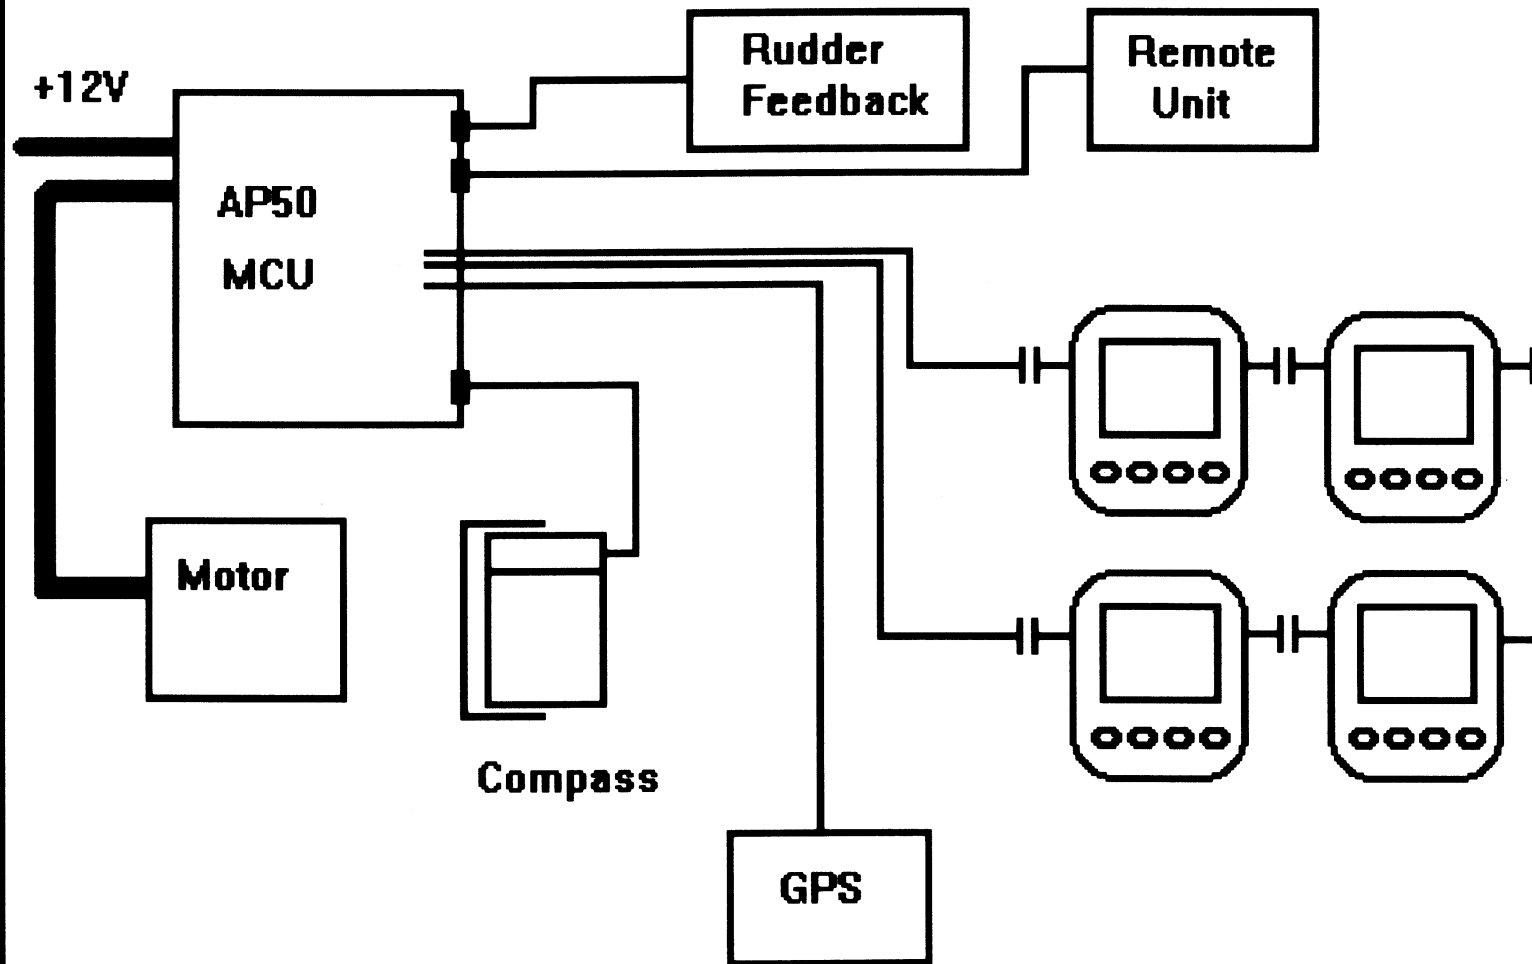 +12V
AP50
MCU
Rudder
Feedback
Remote
Unit
Motor
Compass
GPS